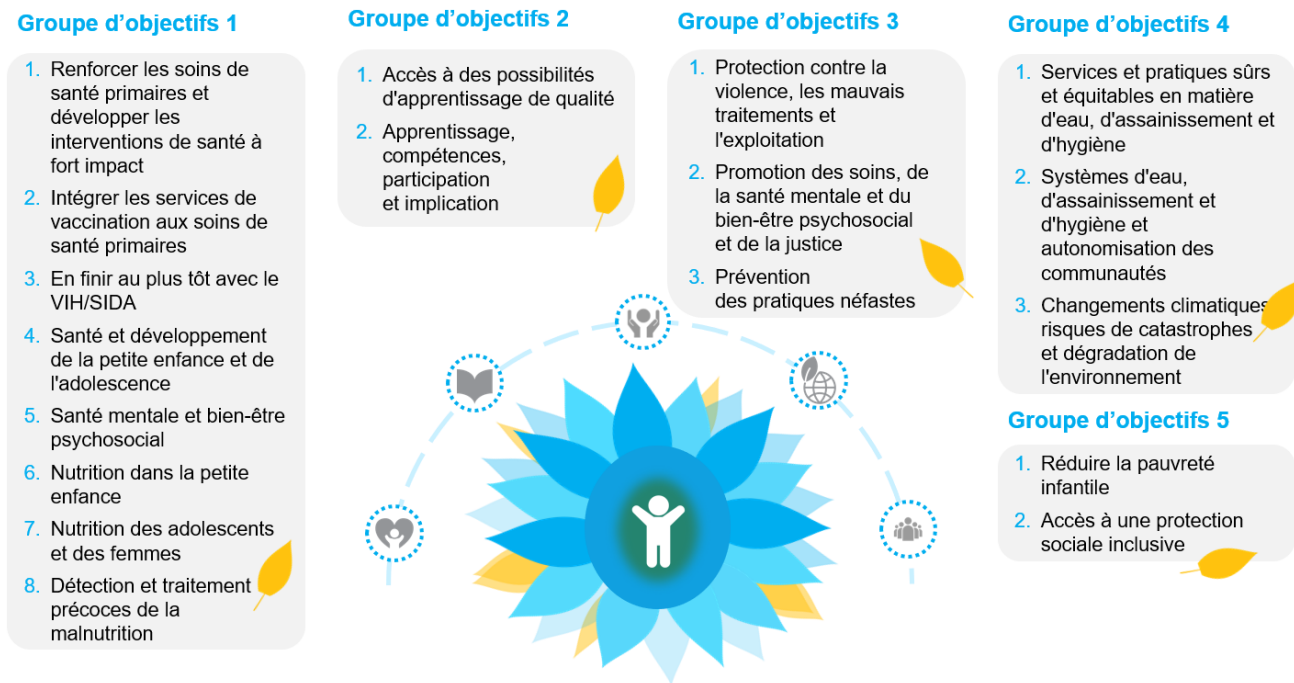 Groupe d’objectifs 1
1. Renforcer les soins de
santé primaires et
développer les
interventions de santé à
fort impact
2. Intégrer les services de
vaccination aux soins de
santé primaires
3. En finir au plus tôt avec le
VIH/SIDA
4. Santé et développement
de la petite enfance et de
l'adolescence
5. Santé mentale et bien-être
psychosocial
6. Nutrition dans la petite
enfance
7. Nutrition des adolescents
et des femmes
8. Détection et traitement
précoces de la
malnutrition
Groupe d’objectifs 2
1. Accès à des possibilités
d'apprentissage de qualité
2. Apprentissage,
compétences,
participation
et implication
Groupe d’objectifs 3
1. Protection contre la
violence, les mauvais
traitements et
l'exploitation
2. Promotion des soins, de
la santé mentale et du
bien-être psychosocial
et de la justice
3. Prévention
des pratiques néfastes
Groupe d’objectifs 4
1. Services et pratiques sûrs
et équitables en matière
d'eau, d'assainissement et
d'hygiène
2. Systèmes d'eau,
d'assainissement et
d'hygiène et
autonomisation des
communautés
3. Changements climatiques
risques de catastrophes
et dégradation de
l'environnement
Groupe d’objectifs 5
1. Réduire la pauvreté
infantile
2. Accès à une protection
sociale inclusive